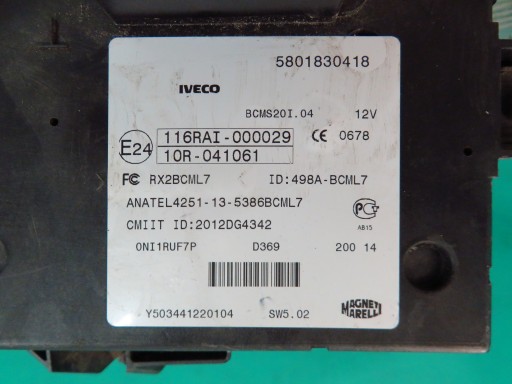 5801830418
IVECO
BCMS20I.04 12V
E24 116RAI-000029 CE 0678
10R-041061
FC RX2BCML7 ID:498A-BCML7
ANATEL4251-13-5386BCML7
CMIIT ID:2012DG4342 AB15
0NI1RUF7P D369 200 14
Y503441220104 SW5.02 MAGNETI MARELLI